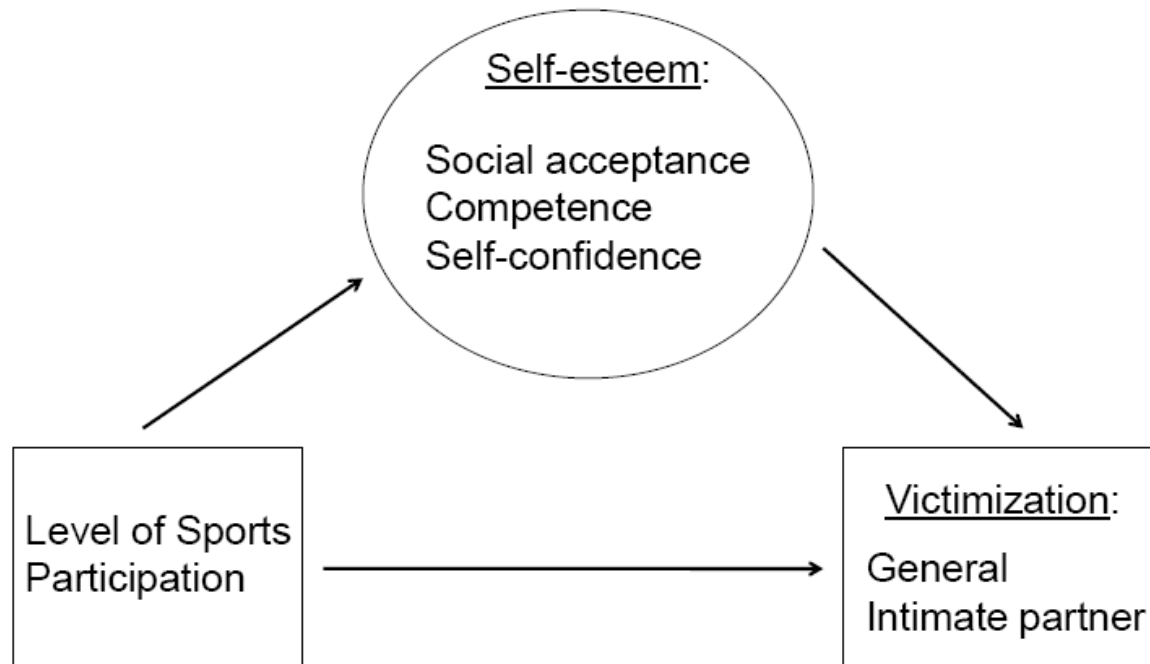 Self-esteem:
Social acceptance
Competence
Self-confidence
Level of Sports
Participation
Victimization:
General
Intimate partner